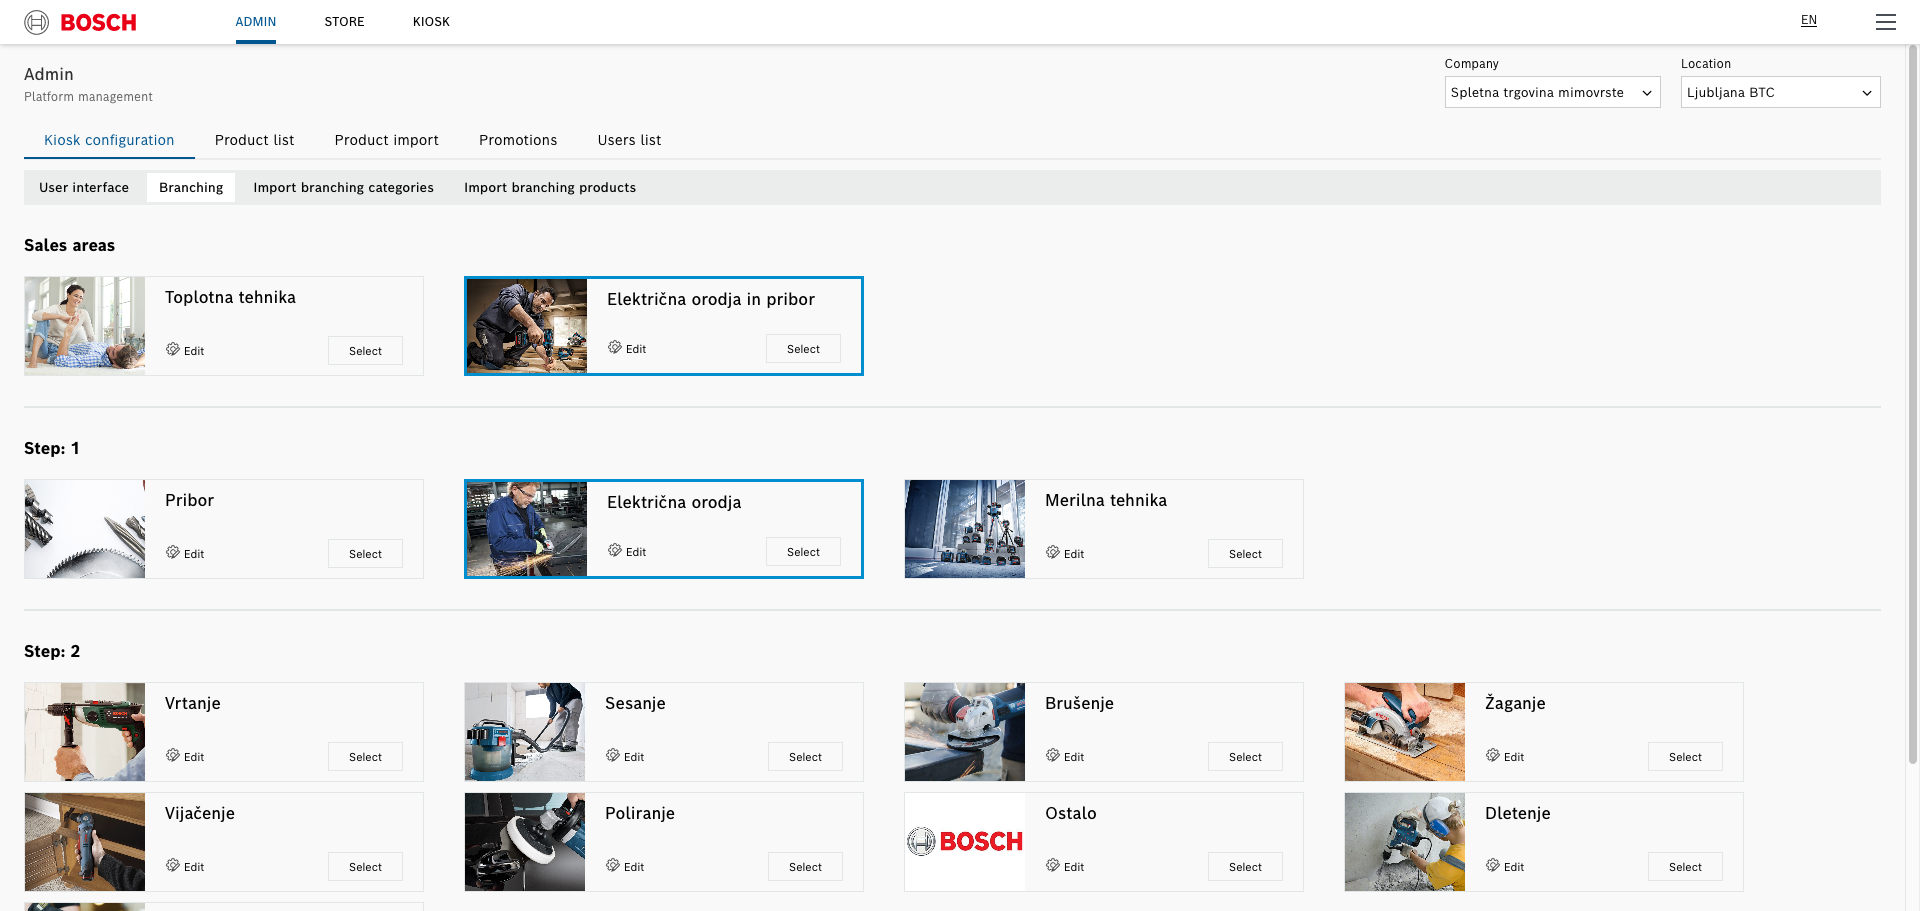 BOSCH
ADMIN
STORE
KIOSK
EN
Admin
Platform management
Company
Spletna trgovina mimovrste
Location
Ljubljana BTC
Kiosk configuration
Product list
Product import
Promotions
Users list
User interface
Branching
Import branching categories
Import branching products
Sales areas
Toplotna tehnika
Edit
Select
Električna orodja in pribor
Edit
Select
Step: 1
Pribor
Edit
Select
Električna orodja
Edit
Select
Merilna tehnika
Edit
Select
Step: 2
Vrtanje
Edit
Select
Sesanje
Edit
Select
Brušenje
Edit
Select
Žaganje
Edit
Select
Vijačenje
Edit
Select
Poliranje
Edit
Select
BOSCH
Ostalo
Edit
Select
Dletenje
Edit
Select